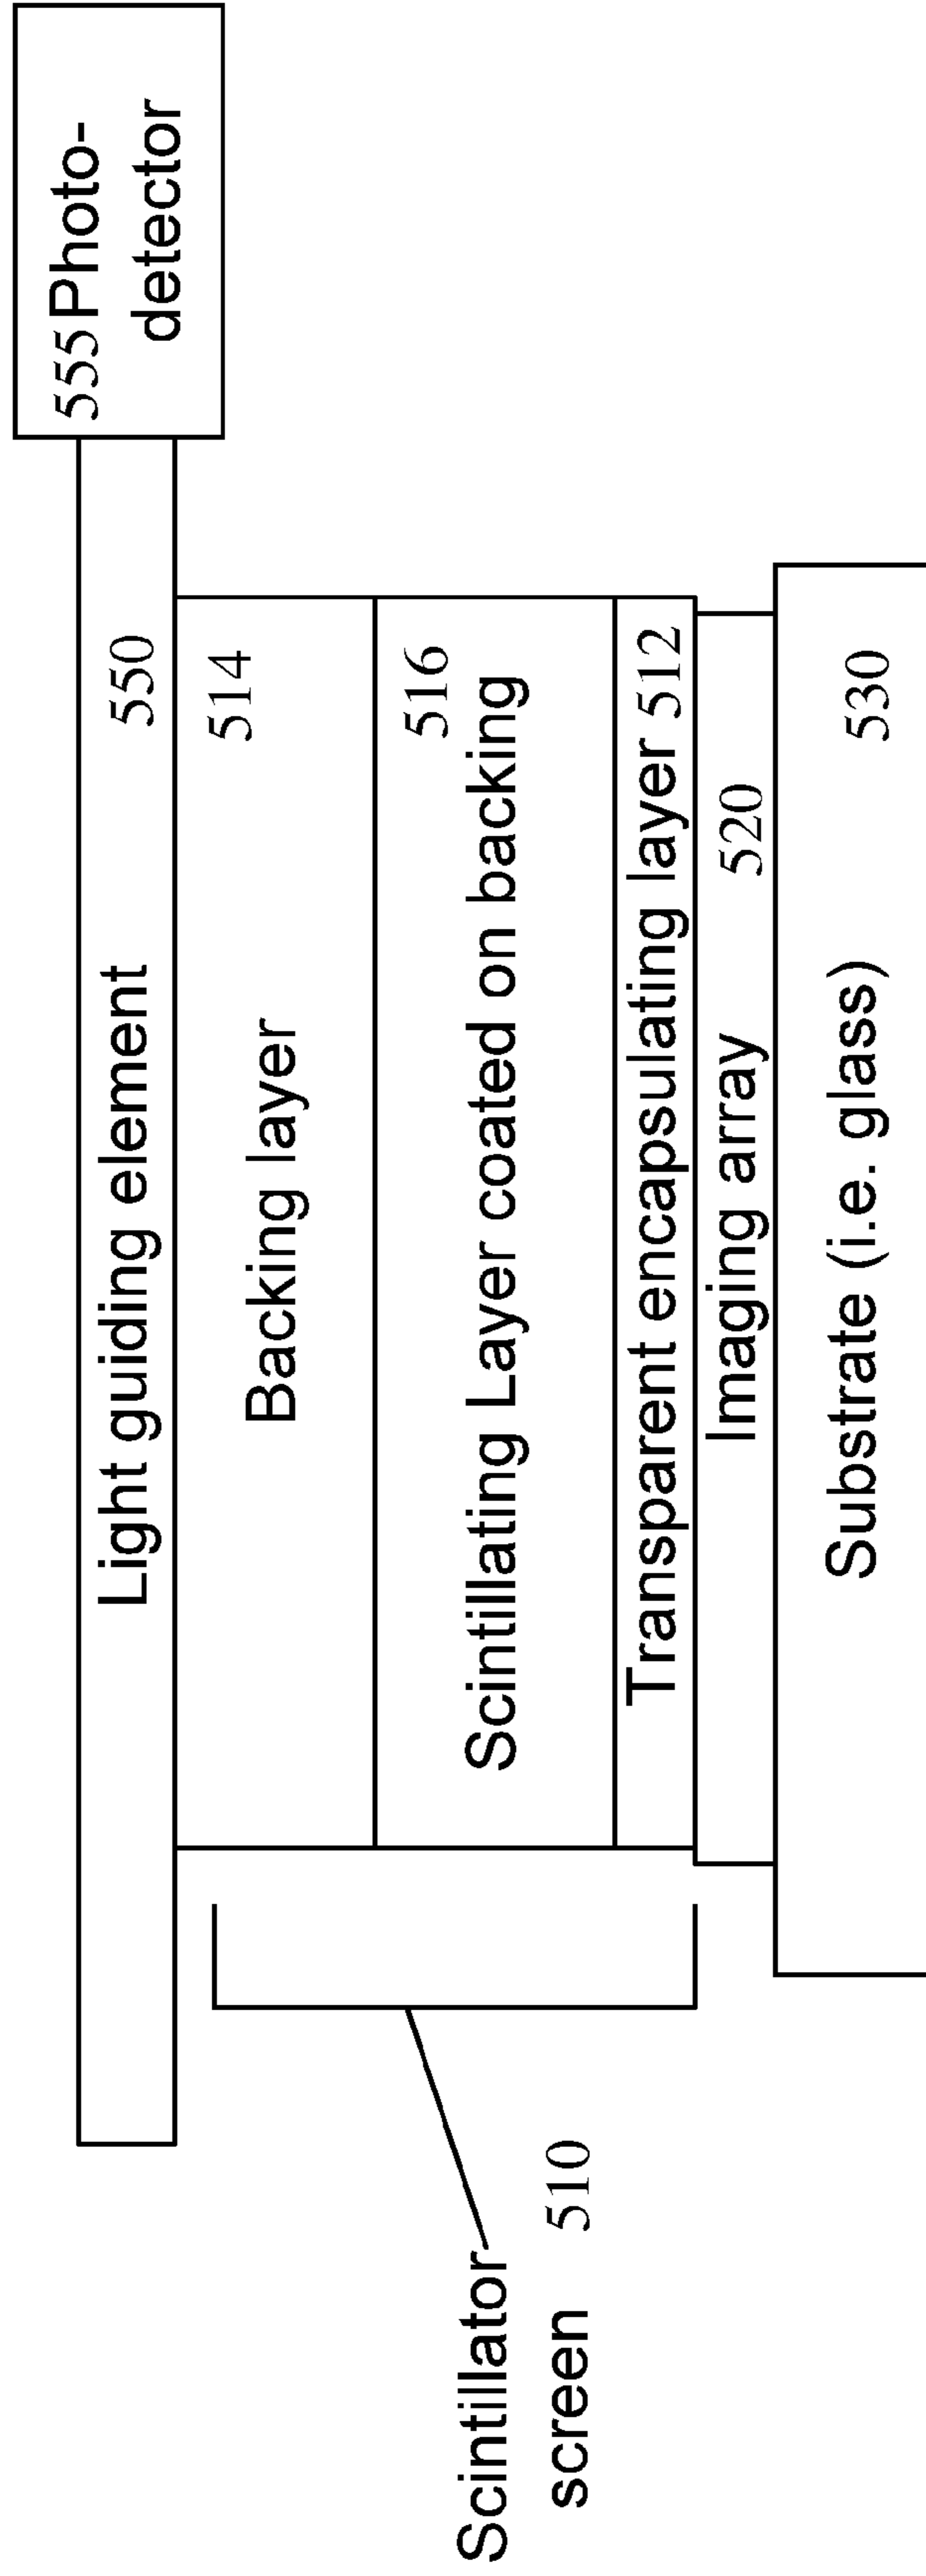 555 Photo-
detector
Light guiding element 550
514
Backing layer
516
Scintillating Layer coated on backing
Transparent encapsulating layer 512
Imaging array 520
Substrate (i.e. glass) 530
Scintillator
screen 510